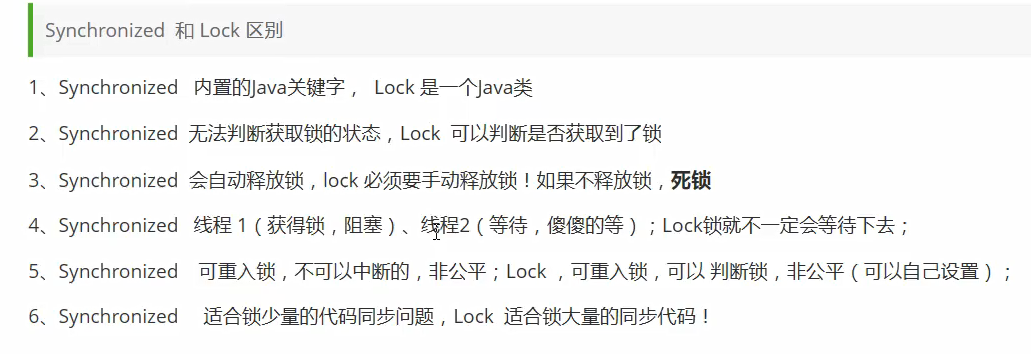 Synchronized 和 Lock 区别
1、Synchronized 内置的Java关键字， Lock 是一个Java类
2、Synchronized 无法判断获取锁的状态，Lock 可以判断是否获取到了锁
3、Synchronized 会自动释放锁，lock 必须要手动释放锁！如果不释放锁，死锁
4、Synchronized 线程 1（获得锁，阻塞）、线程2（等待，傻傻的等）；Lock锁就不一定会等待下去；
5、Synchronized 可重入锁，不可以中断的，非公平；Lock ，可重入锁，可以 判断锁，非公平（可以自己设置）；
6、Synchronized 适合锁少量的代码同步问题，Lock 适合锁大量的同步代码！